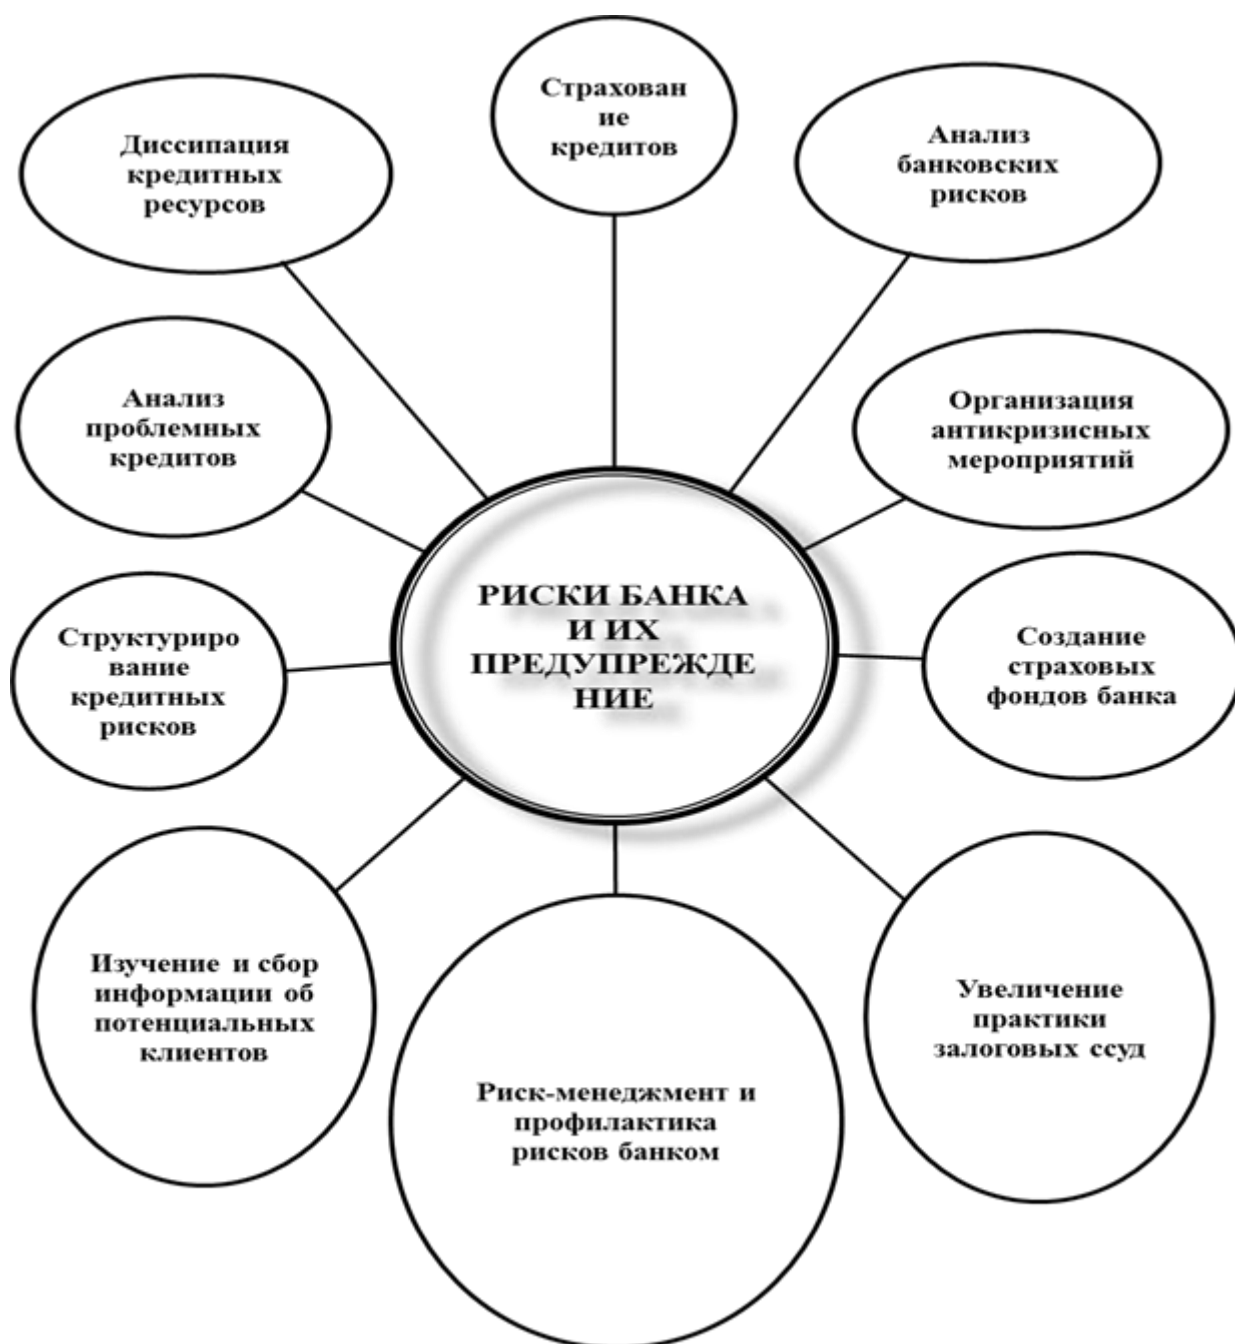 Страхован
ие
кредитов
Диссипация
кредитных
ресурсов
Анализ
банковских
рисков
Анализ
проблемных
кредитов
Организация
антикризисных
мероприятий
РИСКИ БАНКА
И ИХ
ПРЕДУПРЕЖДЕ
НИЕ
Структуриро
вание
кредитных
рисков
Создание
страховых
фондов банка
Изучение и сбор
информации об
потенциальных
клиентов
Увеличение
практики
залоговых ссуд
Риск-менеджмент и
профилактика
рисков банком